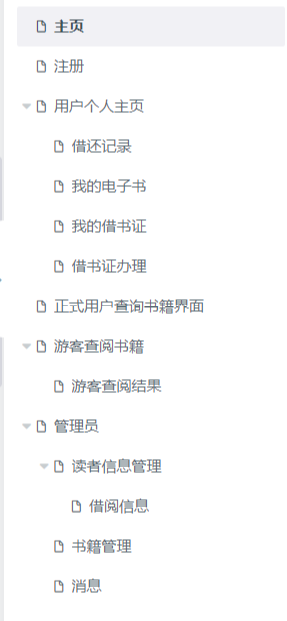 主页
注册
用户个人主页
借还记录
我的电子书
我的借书证
借书证办理
正式用户查询书籍界面
游客查阅书籍
游客查阅结果
管理员
读者信息管理
借阅信息
书籍管理
消息